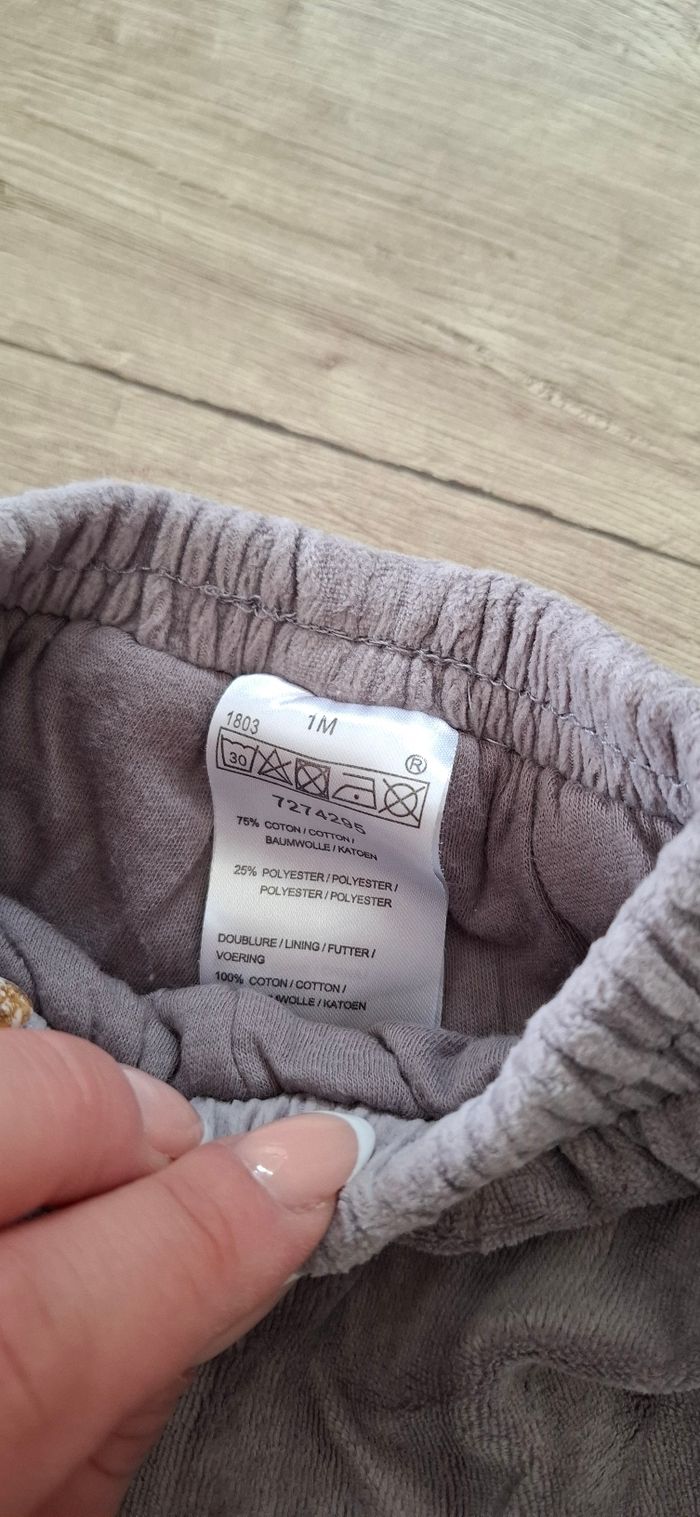 1803 1M
30 ®
7274295
75% COTON / COTTON /
BAUMWOLLE / KATOEN
25% POLYESTER / POLYESTER /
POLYESTER / POLYESTER
DOUBLURE / LINING / FUTTER /
VOERING
100% COTON / COTTON /
WOLLE / KATOEN